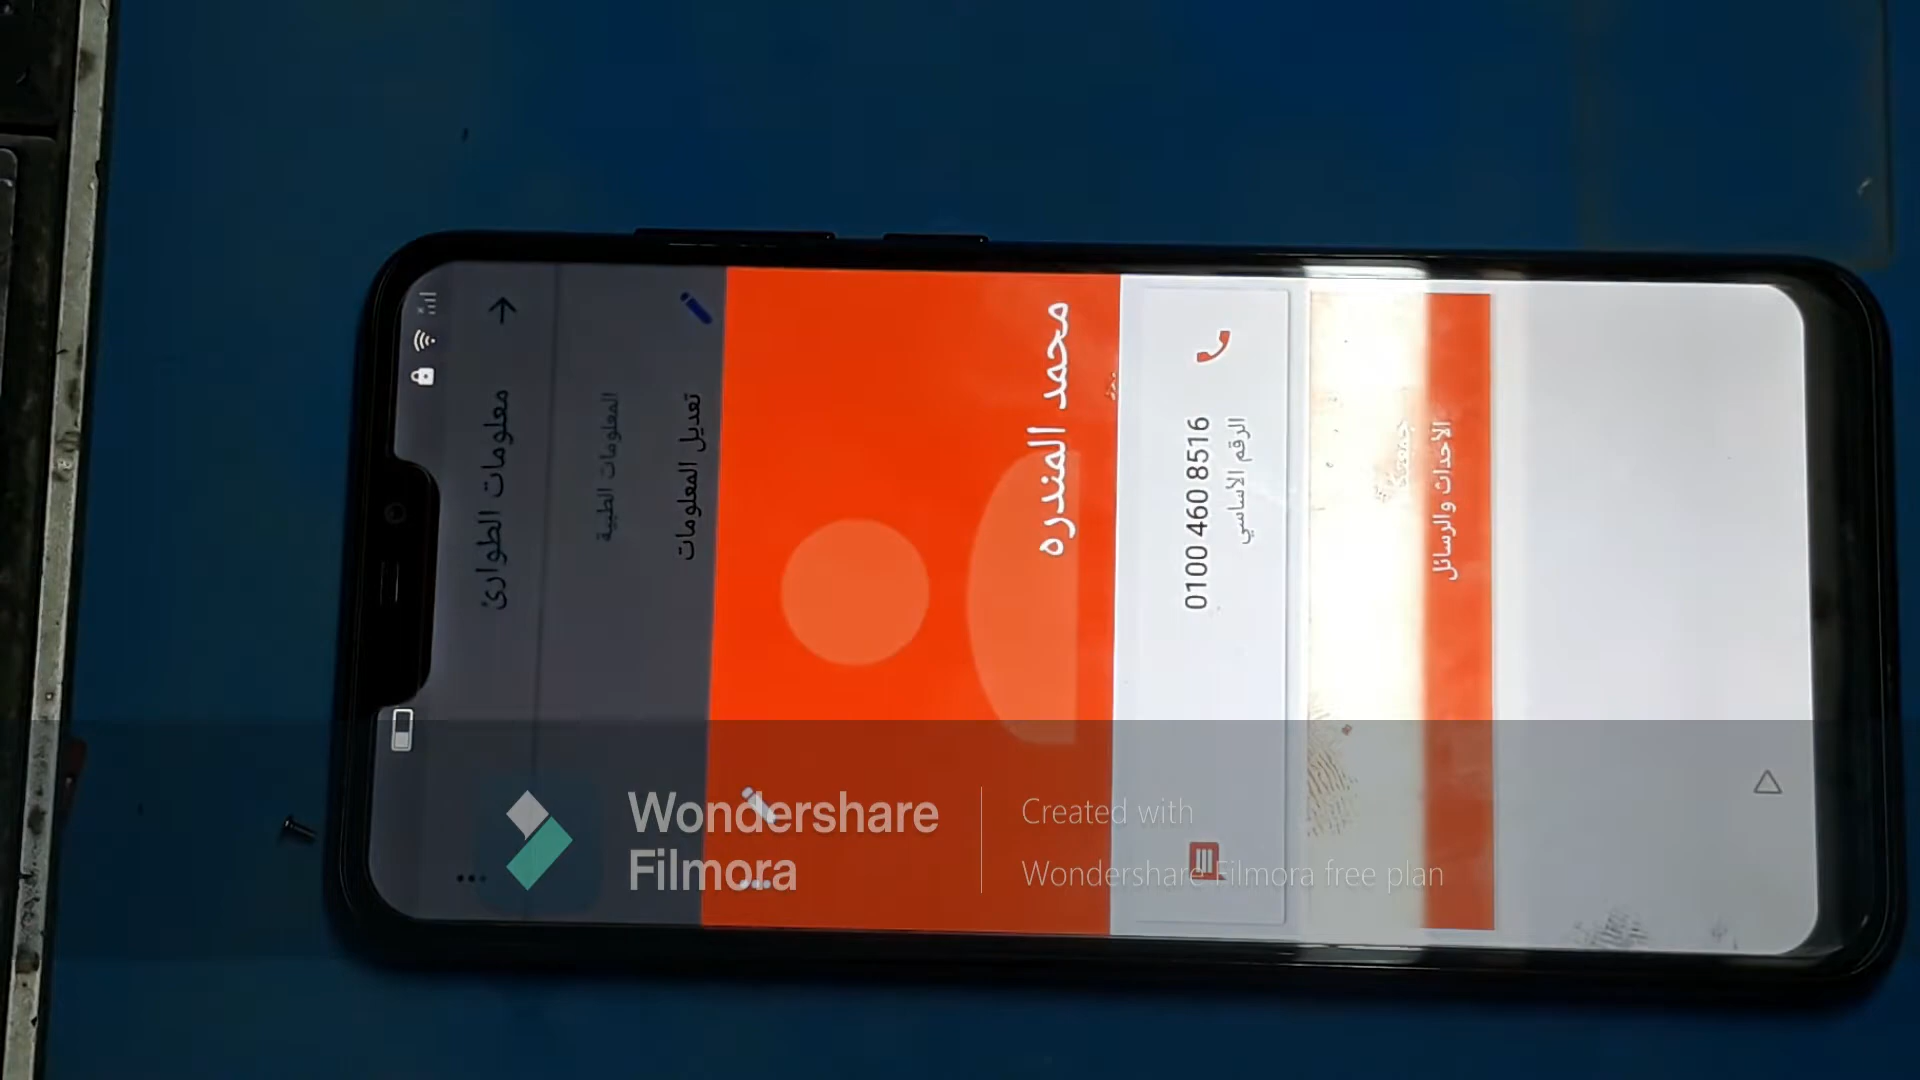 معلومات الطوارئ
المعلومات الطبية
تعديل المعلومات
محمد المندره
0100 460 8516
الرقم الأساسي
الأحداث والرسائل
Wondershare
Filmora
Created with
Wondershare Filmora free plan